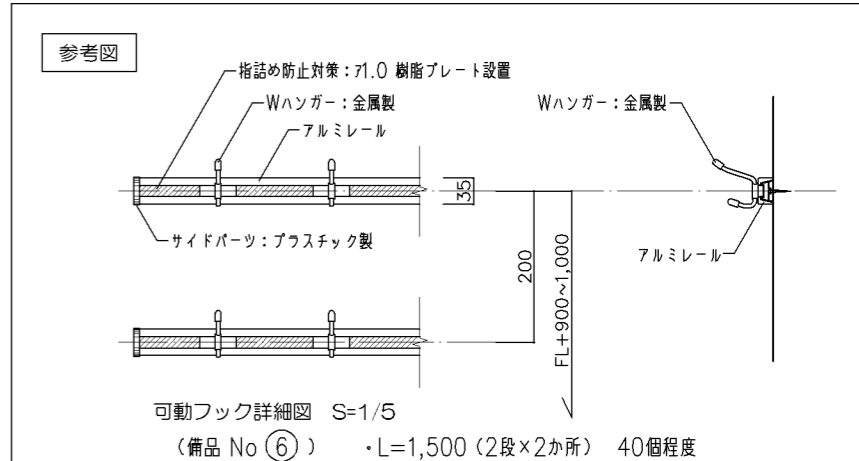 参考図
指詰め防止対策：ｱ1.0 樹脂プレート設置
Wハンガー：金属製
アルミレール
サイドパーツ：プラスチック製
35
200
FL+900~1,000
Wハンガー：金属製
アルミレール
可動フック詳細図 S=1/5
（備品 No ⑥ ） ・L=1,500（2段×2か所） 40個程度